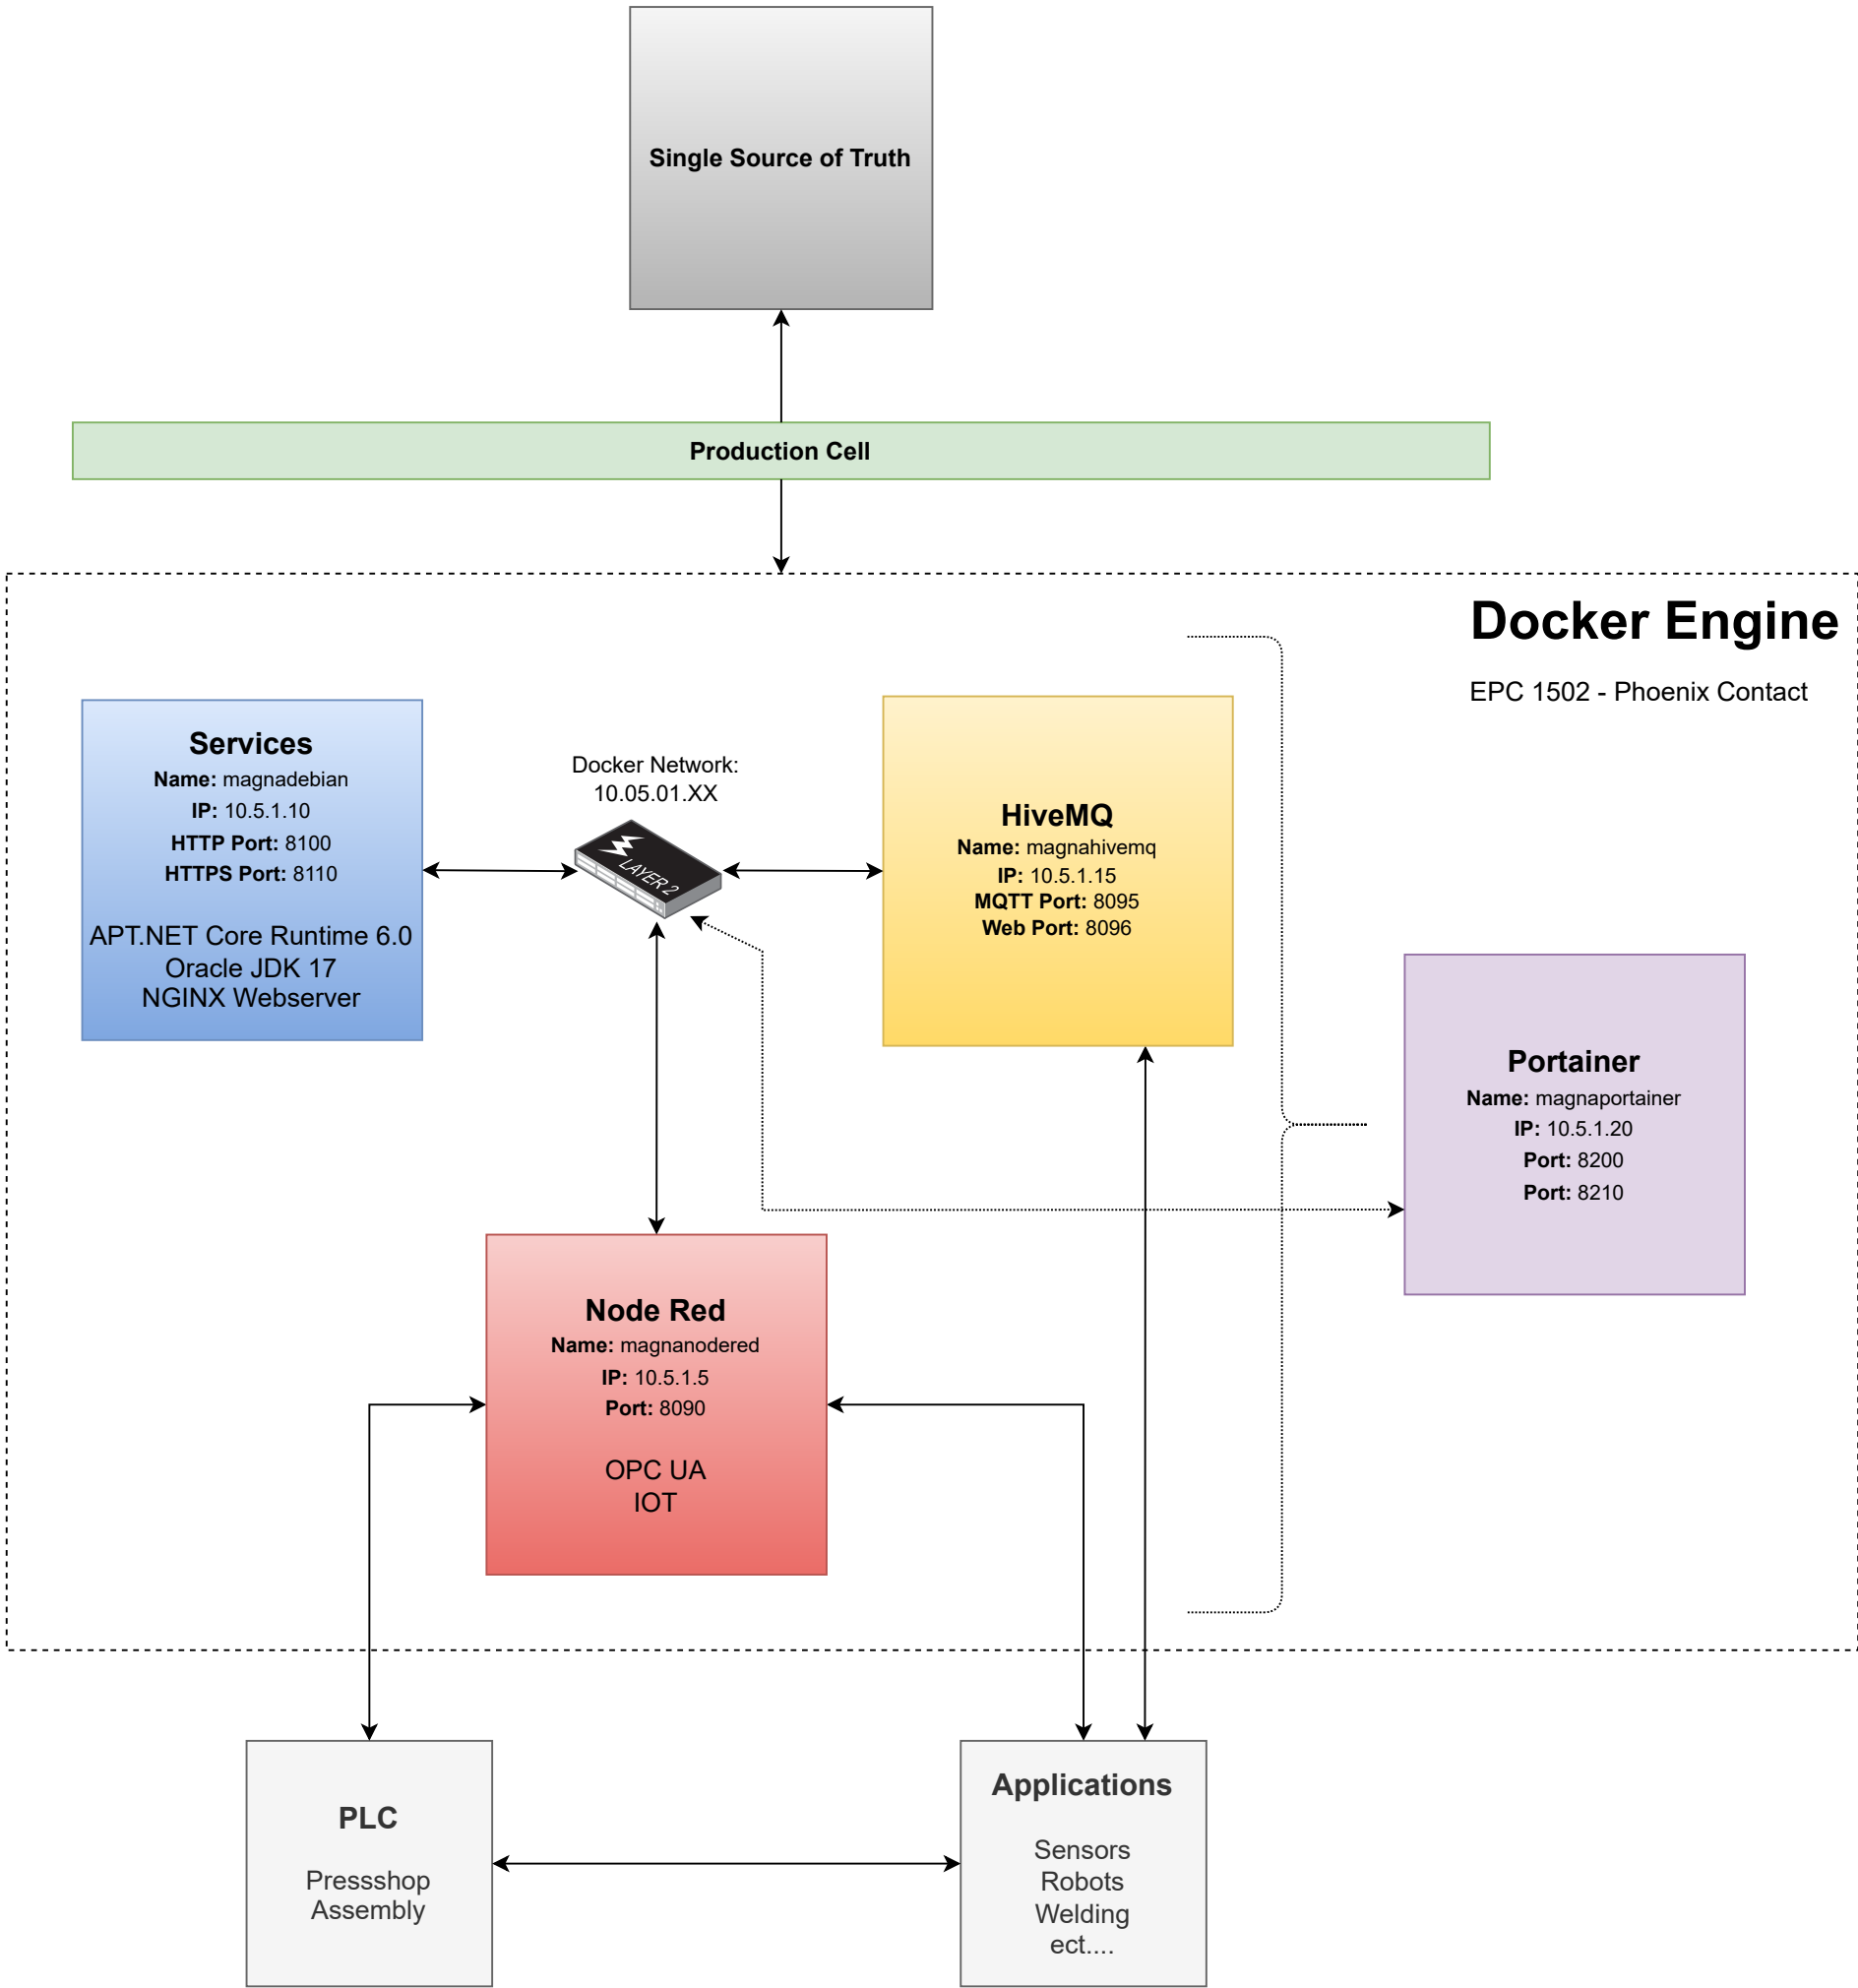 Single Source of Truth
Production Cell
Docker Engine
EPC 1502 - Phoenix Contact
Services
Name: magnadebian
IP: 10.5.1.10
HTTP Port: 8100
HTTPS Port: 8110
APT.NET Core Runtime 6.0
Oracle JDK 17
NGINX Webserver
Docker Network:
10.05.01.XX
LAYER 2
HiveMQ
Name: magnahivemq
IP: 10.5.1.15
MQTT Port: 8095
Web Port: 8096
Portainer
Name: magnaportainer
IP: 10.5.1.20
Port: 8200
Port: 8210
Node Red
Name: magnanodered
IP: 10.5.1.5
Port: 8090
OPC UA
IOT
PLC
Pressshop
Assembly
Applications
Sensors
Robots
Welding
ect....